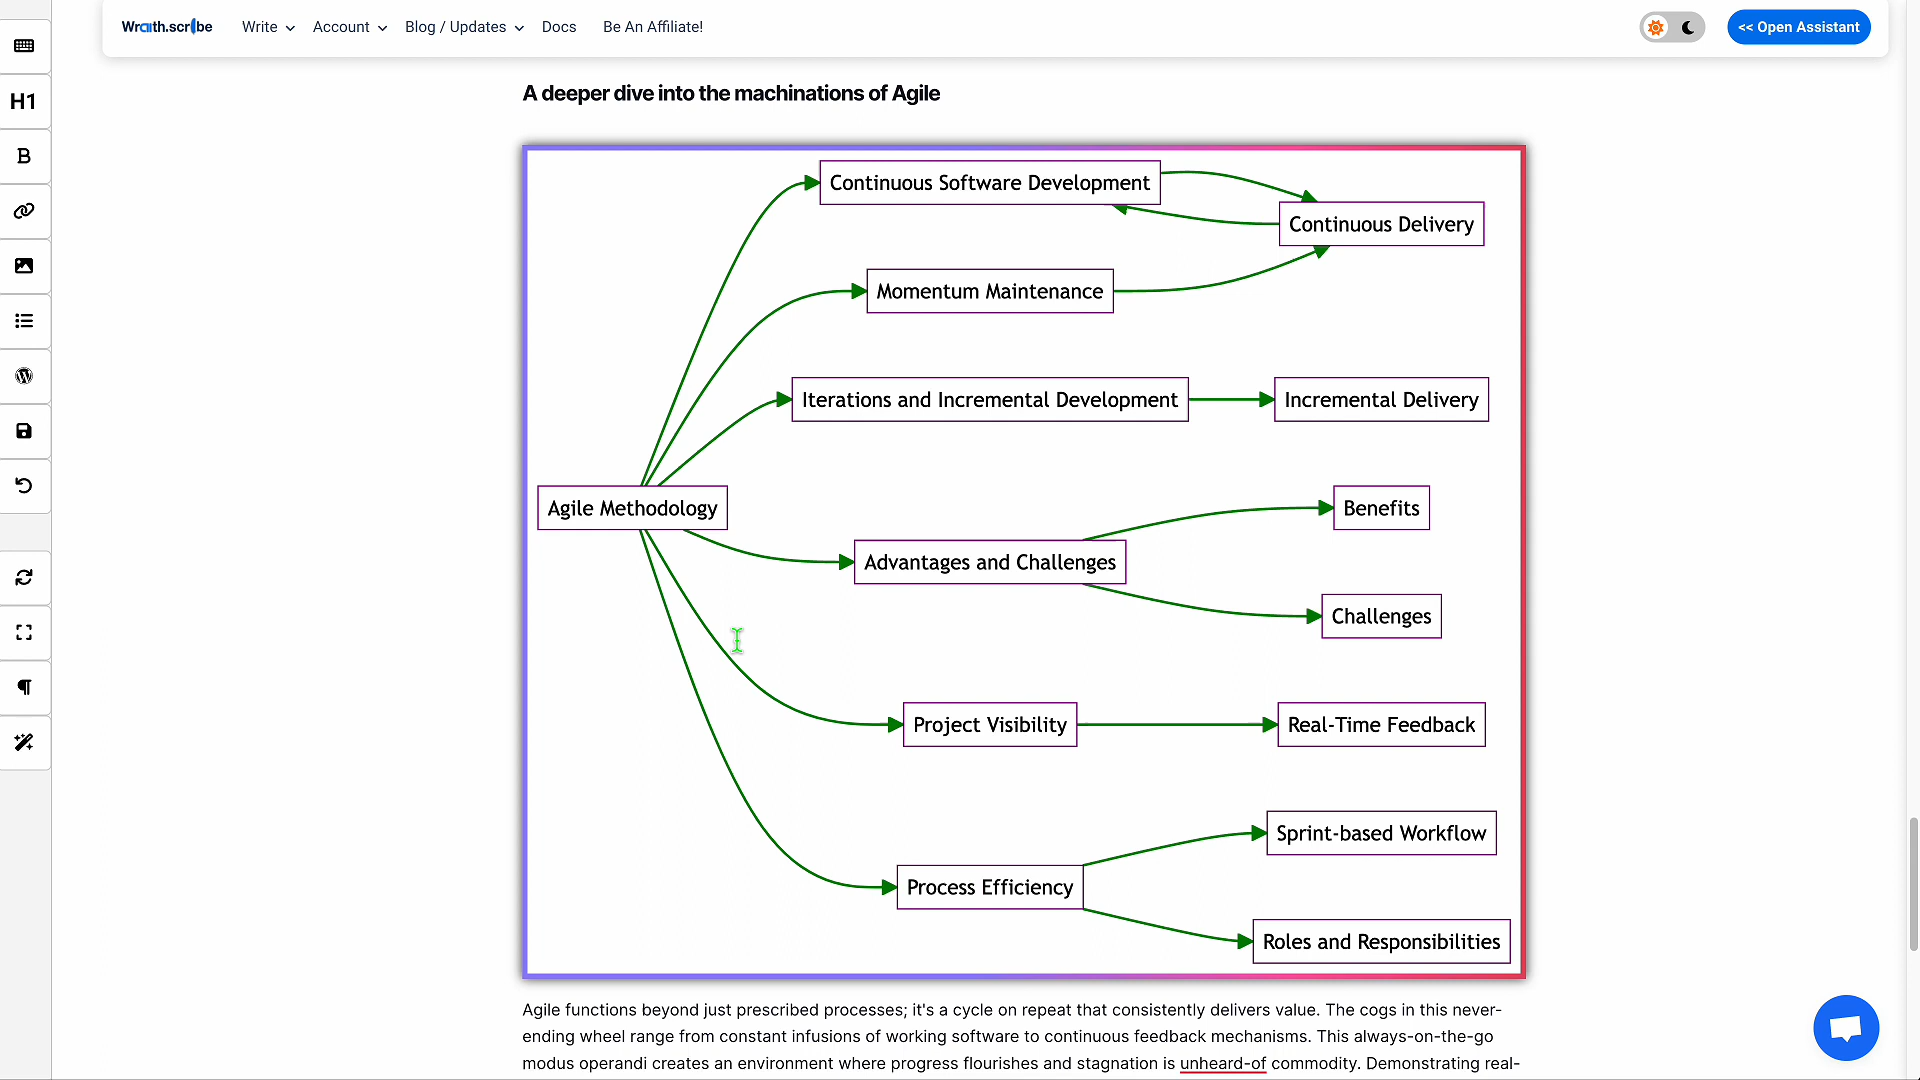 Wraith.scribe
Write
Account
Blog / Updates
Docs
Be An Affiliate!
<< Open Assistant
H1
B
A deeper dive into the machinations of Agile
Continuous Software Development
Continuous Delivery
Momentum Maintenance
Iterations and Incremental Development
Incremental Delivery
Agile Methodology
Benefits
Advantages and Challenges
Challenges
Project Visibility
Real-Time Feedback
Sprint-based Workflow
Process Efficiency
Roles and Responsibilities
Agile functions beyond just prescribed processes; it's a cycle on repeat that consistently delivers value. The cogs in this never-
ending wheel range from constant infusions of working software to continuous feedback mechanisms. This always-on-the-go
modus operandi creates an environment where progress flourishes and stagnation is unheard-of commodity. Demonstrating real-